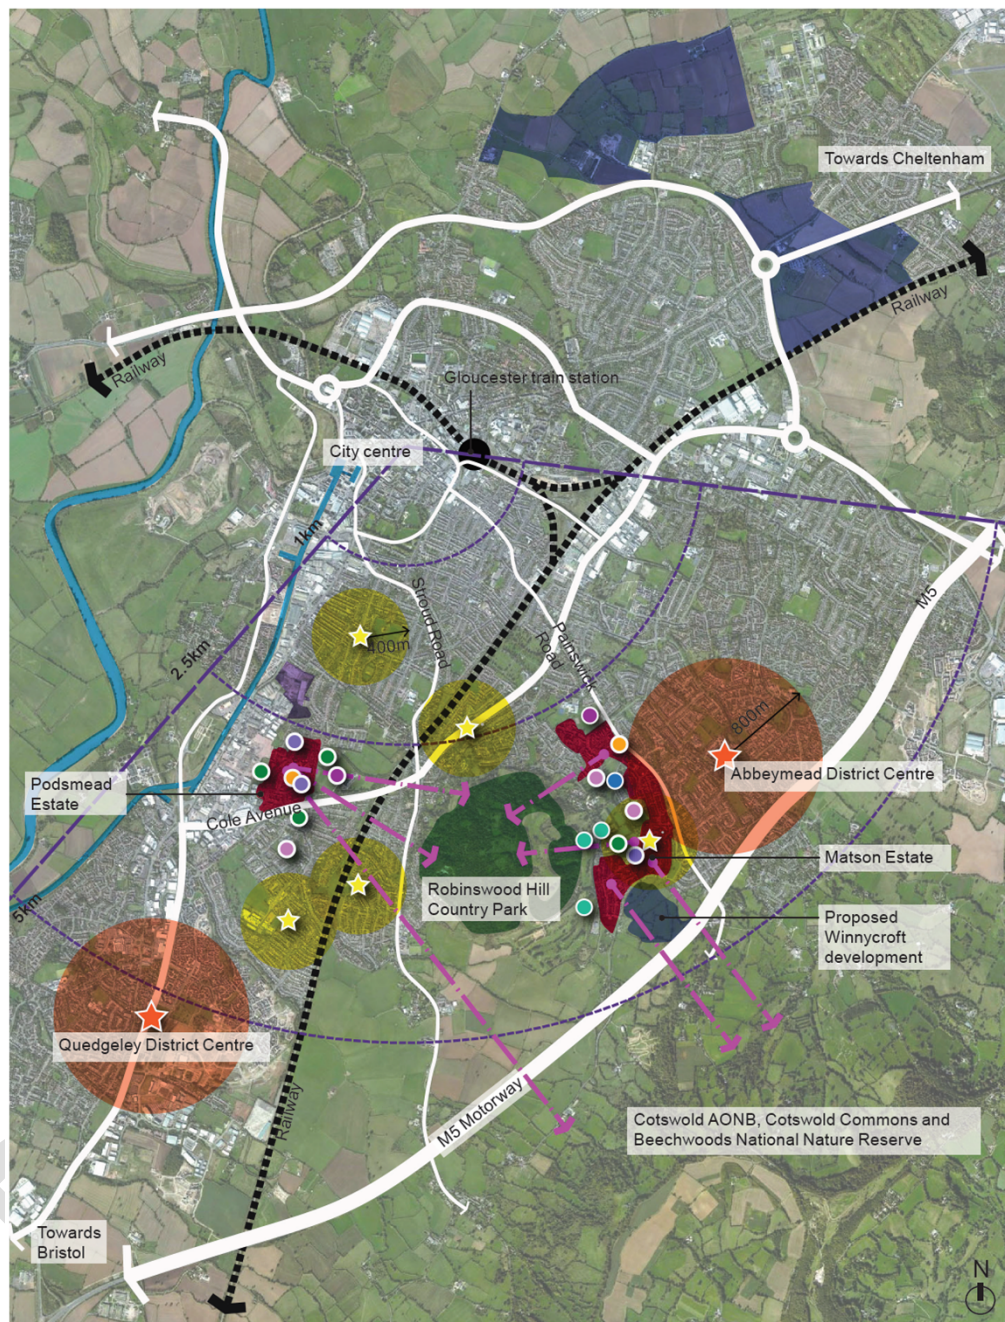 Towards Cheltenham
Railway
Railway
Gloucester train station
City centre
1km
M5
Stroud Road
Painswick
Road
400m
2.5km
800m
Abbeymead District Centre
Podsmead
Estate
Cole Avenue
Matson Estate
Robinswood Hill
Country Park
5km
Proposed
Winnycroft
development
Quedgeley District Centre
Railway
M5 Motorway
Cotswold AONB, Cotswold Commons and
Beechwoods National Nature Reserve
Towards
Bristol
N